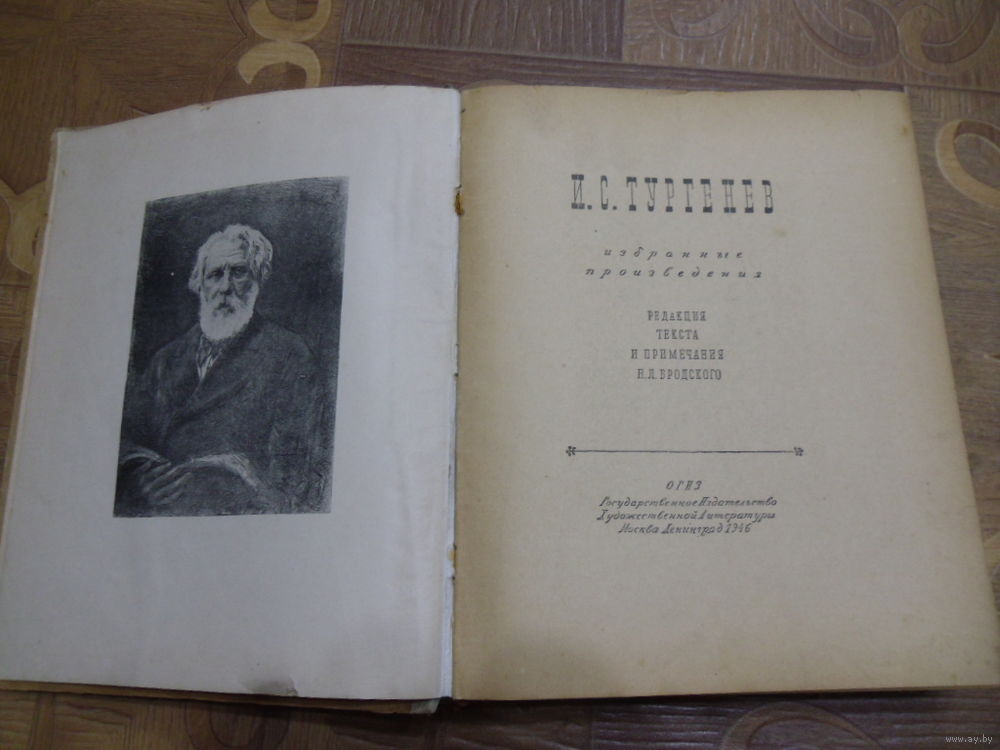 И. С. ТУРГЕНЕВ
избранные
произведения
РЕДАКЦИЯ
ТЕКСТА
И ПРИМЕЧАНИЯ
Н. Л. БРОДСКОГО
ОГИЗ
Государственное Издательство
Художественной Литературы
Москва Ленинград 1946
www.ay.by